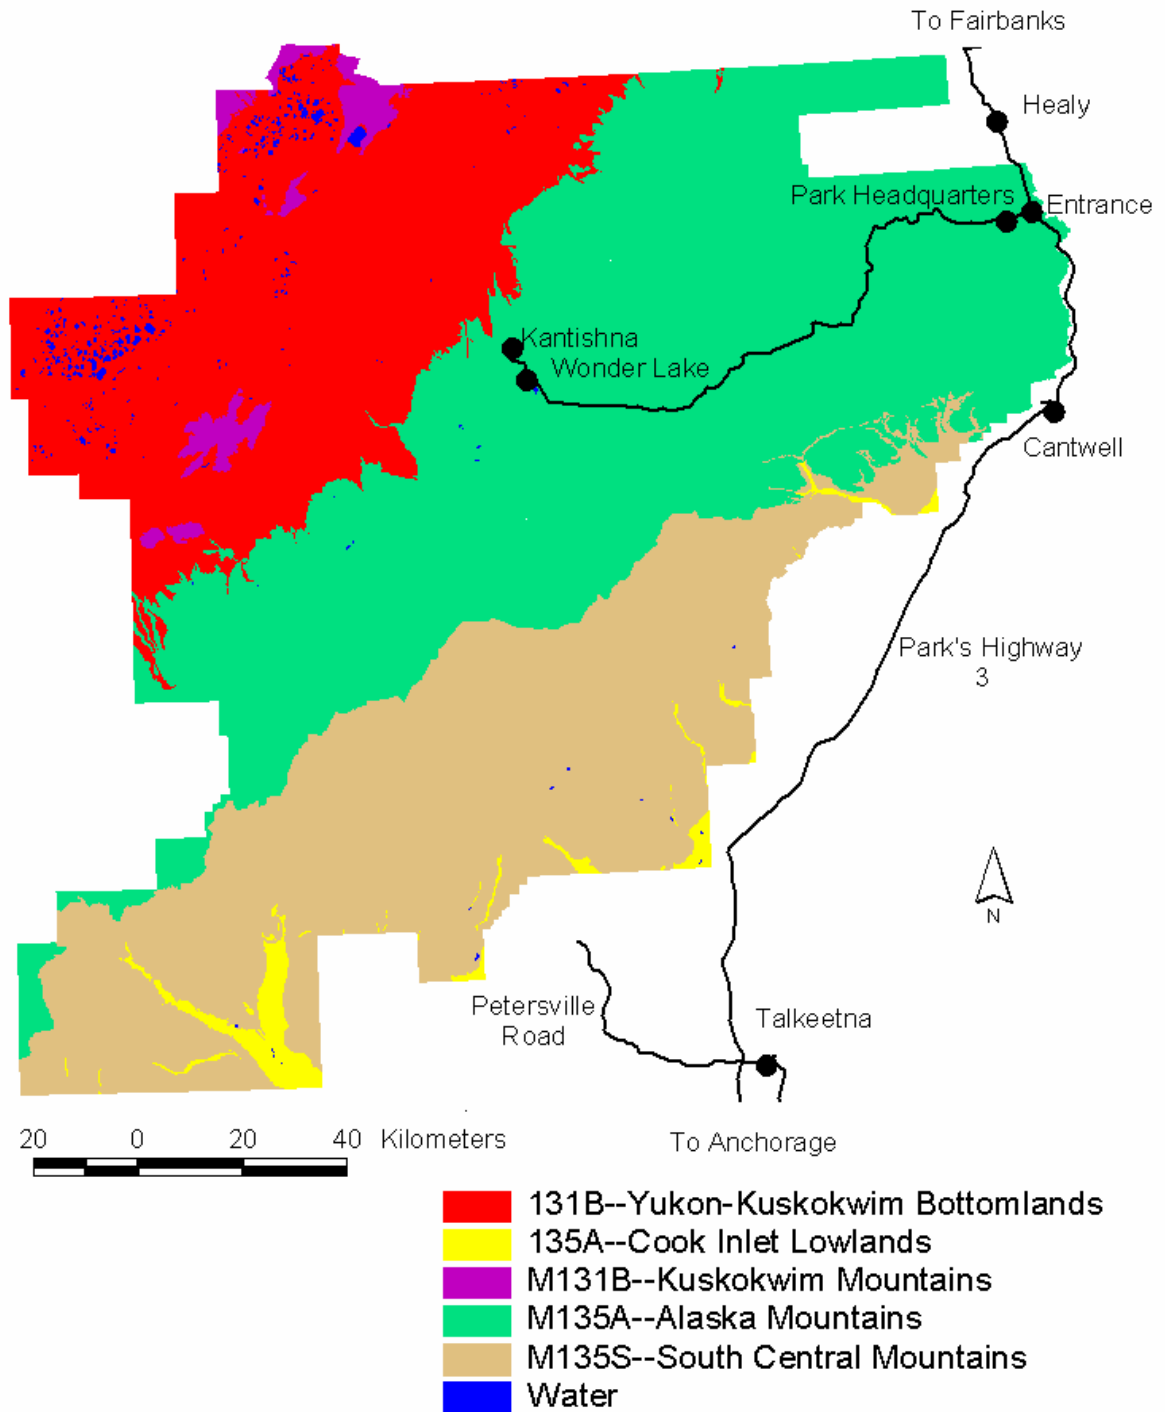 To Fairbanks
Healy
Park Headquarters
Entrance
Kantishna
Wonder Lake
Cantwell
Park's Highway
3
N
Petersville
Road
Talkeetna
20 0 20 40 Kilometers
To Anchorage
131B--Yukon-Kuskokwim Bottomlands
135A--Cook Inlet Lowlands
M131B--Kuskokwim Mountains
M135A--Alaska Mountains
M135S--South Central Mountains
Water